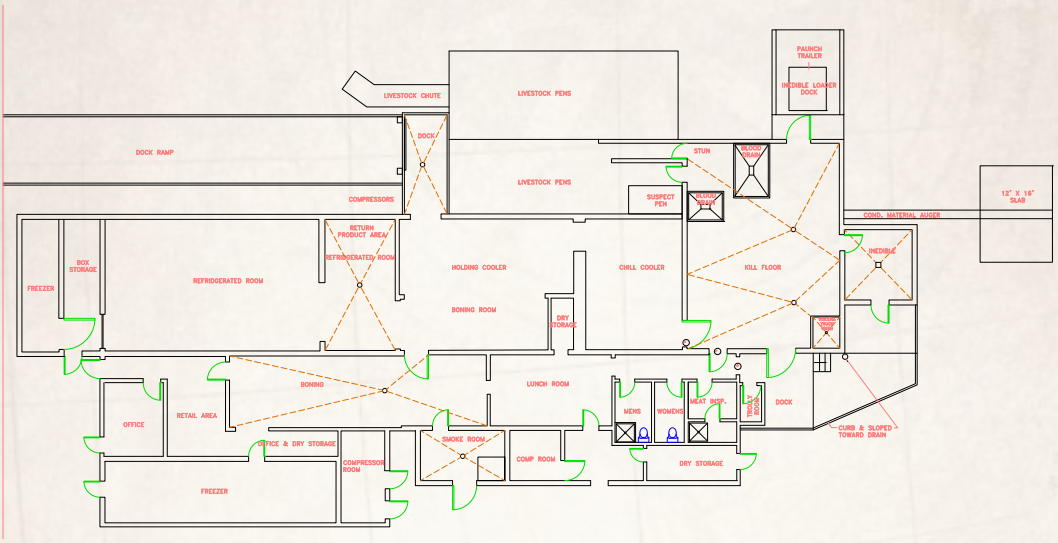 PAUNCH
TRAILER
INEDIBLE LOADER
DOCK
LIVESTOCK CHUTE
LIVESTOCK PENS
DOCK
DOCK RAMP
STUN
BLOOD
DRAIN
LIVESTOCK PENS
SUSPECT
PEN
BLOOD
DRAIN
12" X 16"
SLAB
COMPRESSORS
COND. MATERIAL AUGER
RETURN
PRODUCT AREA/
REFRIDGERATED ROOM
INEDIBLE
BOX
STORAGE
FREEZER
REFRIDGERATED ROOM
HOLDING COOLER
CHILL COOLER
KILL FLOOR
BONING ROOM
DRY
STORAGE
BONING
LUNCH ROOM
MENS
WOMENS
MEAT INSP.
TROLLY
ROOM
DOCK
RETAIL AREA
OFFICE
CURB & SLOPED
TOWARD DRAIN
OFFICE & DRY STORAGE
SMOKE ROOM
COMP ROOM
COMPRESSOR
ROOM
DRY STORAGE
FREEZER